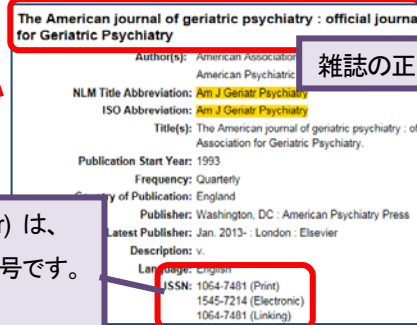 The American journal of geriatric psychiatry : official journa
for Geriatric Psychiatry
Author(s): American Association
American Psychiatric
雑誌の正
NLM Title Abbreviation: Am J Geriatr Psychiatry
ISO Abbreviation: Am J Geriatr Psychiatry
Title(s): The American journal of geriatric psychiatry : of
Association for Geriatric Psychiatry.
Publication Start Year: 1993
Frequency: Quarterly
Country of Publication: England
Publisher: Washington, DC : American Psychiatry Press
Latest Publisher: Jan. 2013- : London : Elsevier
Description: v.
Language: English
ISSN: 1064-7481 (Print)
1545-7214 (Electronic)
1064-7481 (Linking)
r) は、
号です。